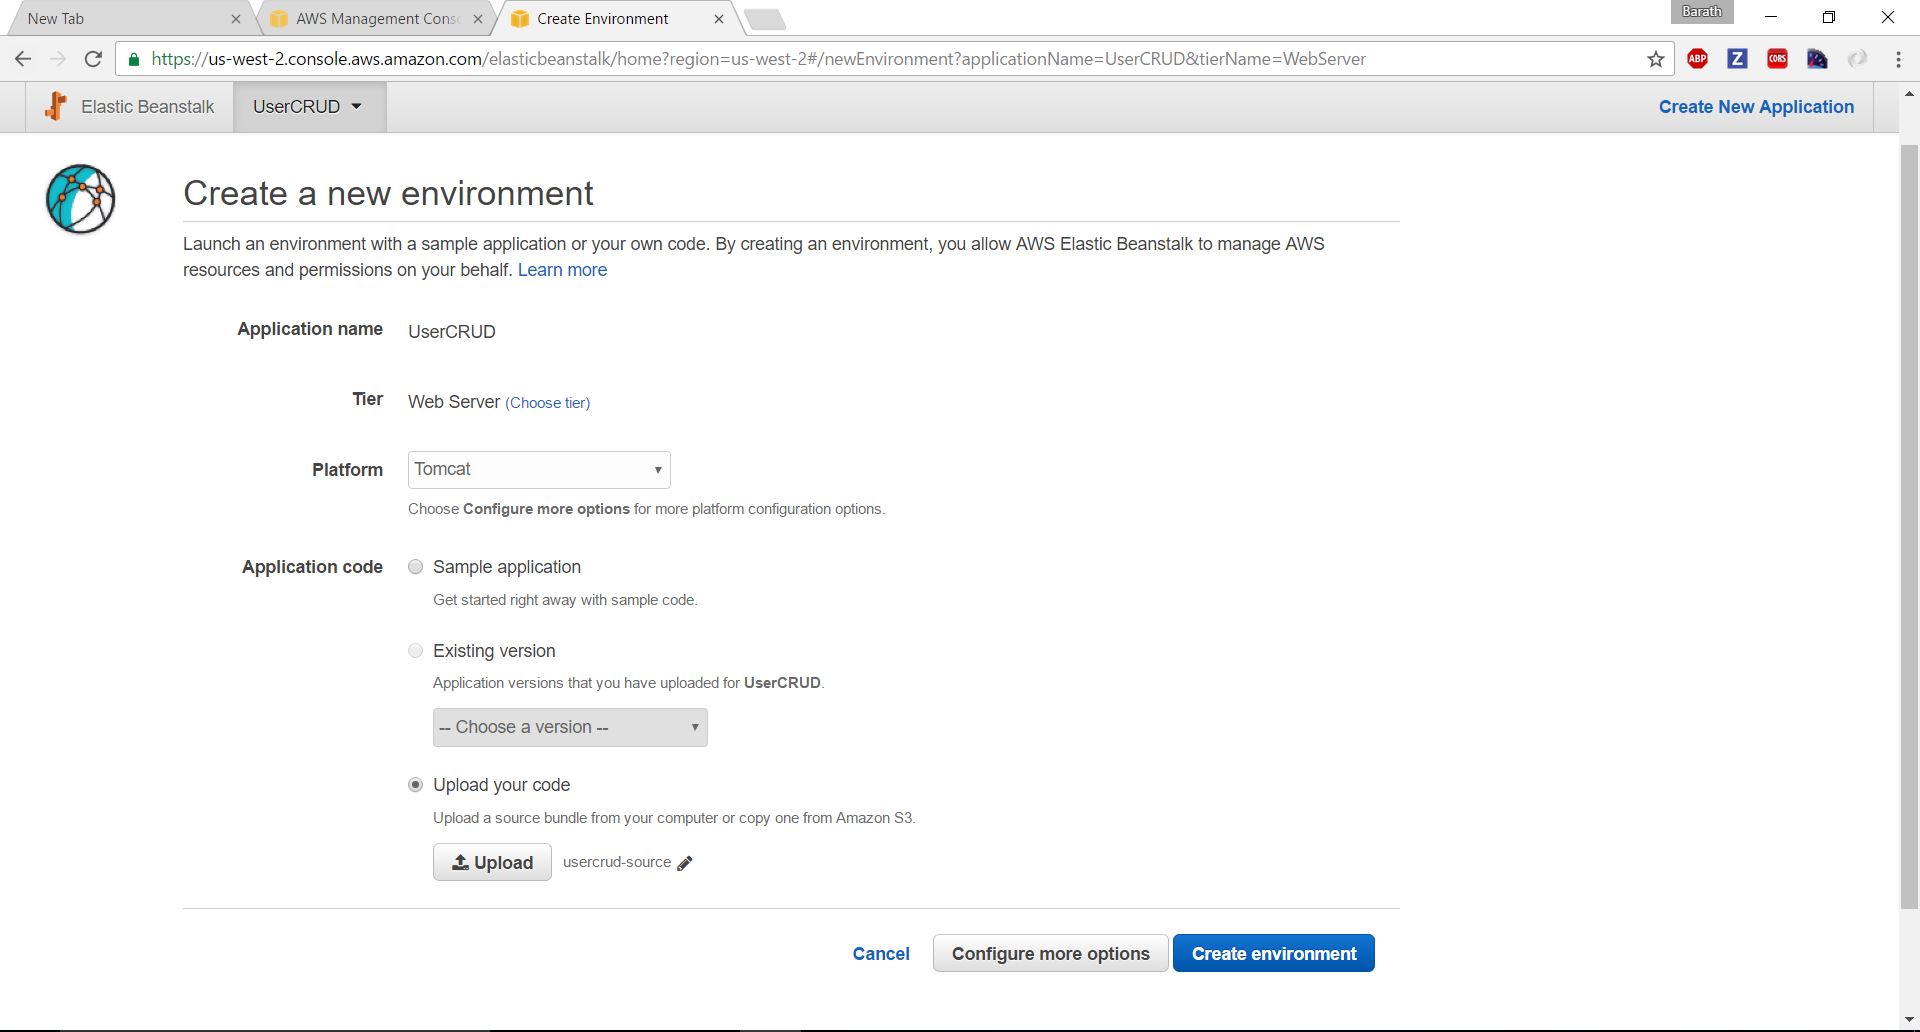 New Tab
AWS Management Conso
Create Environment
Barath
https://us-west-2.console.aws.amazon.com/elasticbeanstalk/home?region=us-west-2#/newEnvironment?applicationName=UserCRUD&tierName=WebServer
ABP
Z
CORS
Elastic Beanstalk
UserCRUD
Create New Application
Create a new environment
Launch an environment with a sample application or your own code. By creating an environment, you allow AWS Elastic Beanstalk to manage AWS
resources and permissions on your behalf. Learn more
Application name UserCRUD
Tier Web Server (Choose tier)
Platform Tomcat
Choose Configure more options for more platform configuration options.
Application code Sample application
Get started right away with sample code.
Existing version
Application versions that you have uploaded for UserCRUD.
-- Choose a version --
Upload your code
Upload a source bundle from your computer or copy one from Amazon S3.
Upload usercrud-source
Cancel Configure more options Create environment